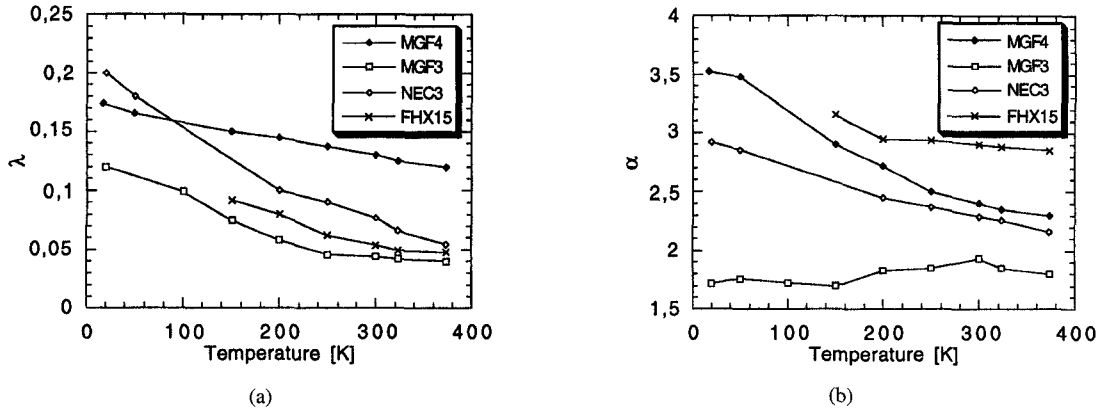 0,25
0,2
0,15
0,1
0,05
0
λ
MGF4
MGF3
NEC3
FHX15
0 100 200 300 400
Temperature [K]
(a)
4
3,5
3
2,5
2
1,5
α
MGF4
MGF3
NEC3
FHX15
0 100 200 300 400
Temperature [K]
(b)